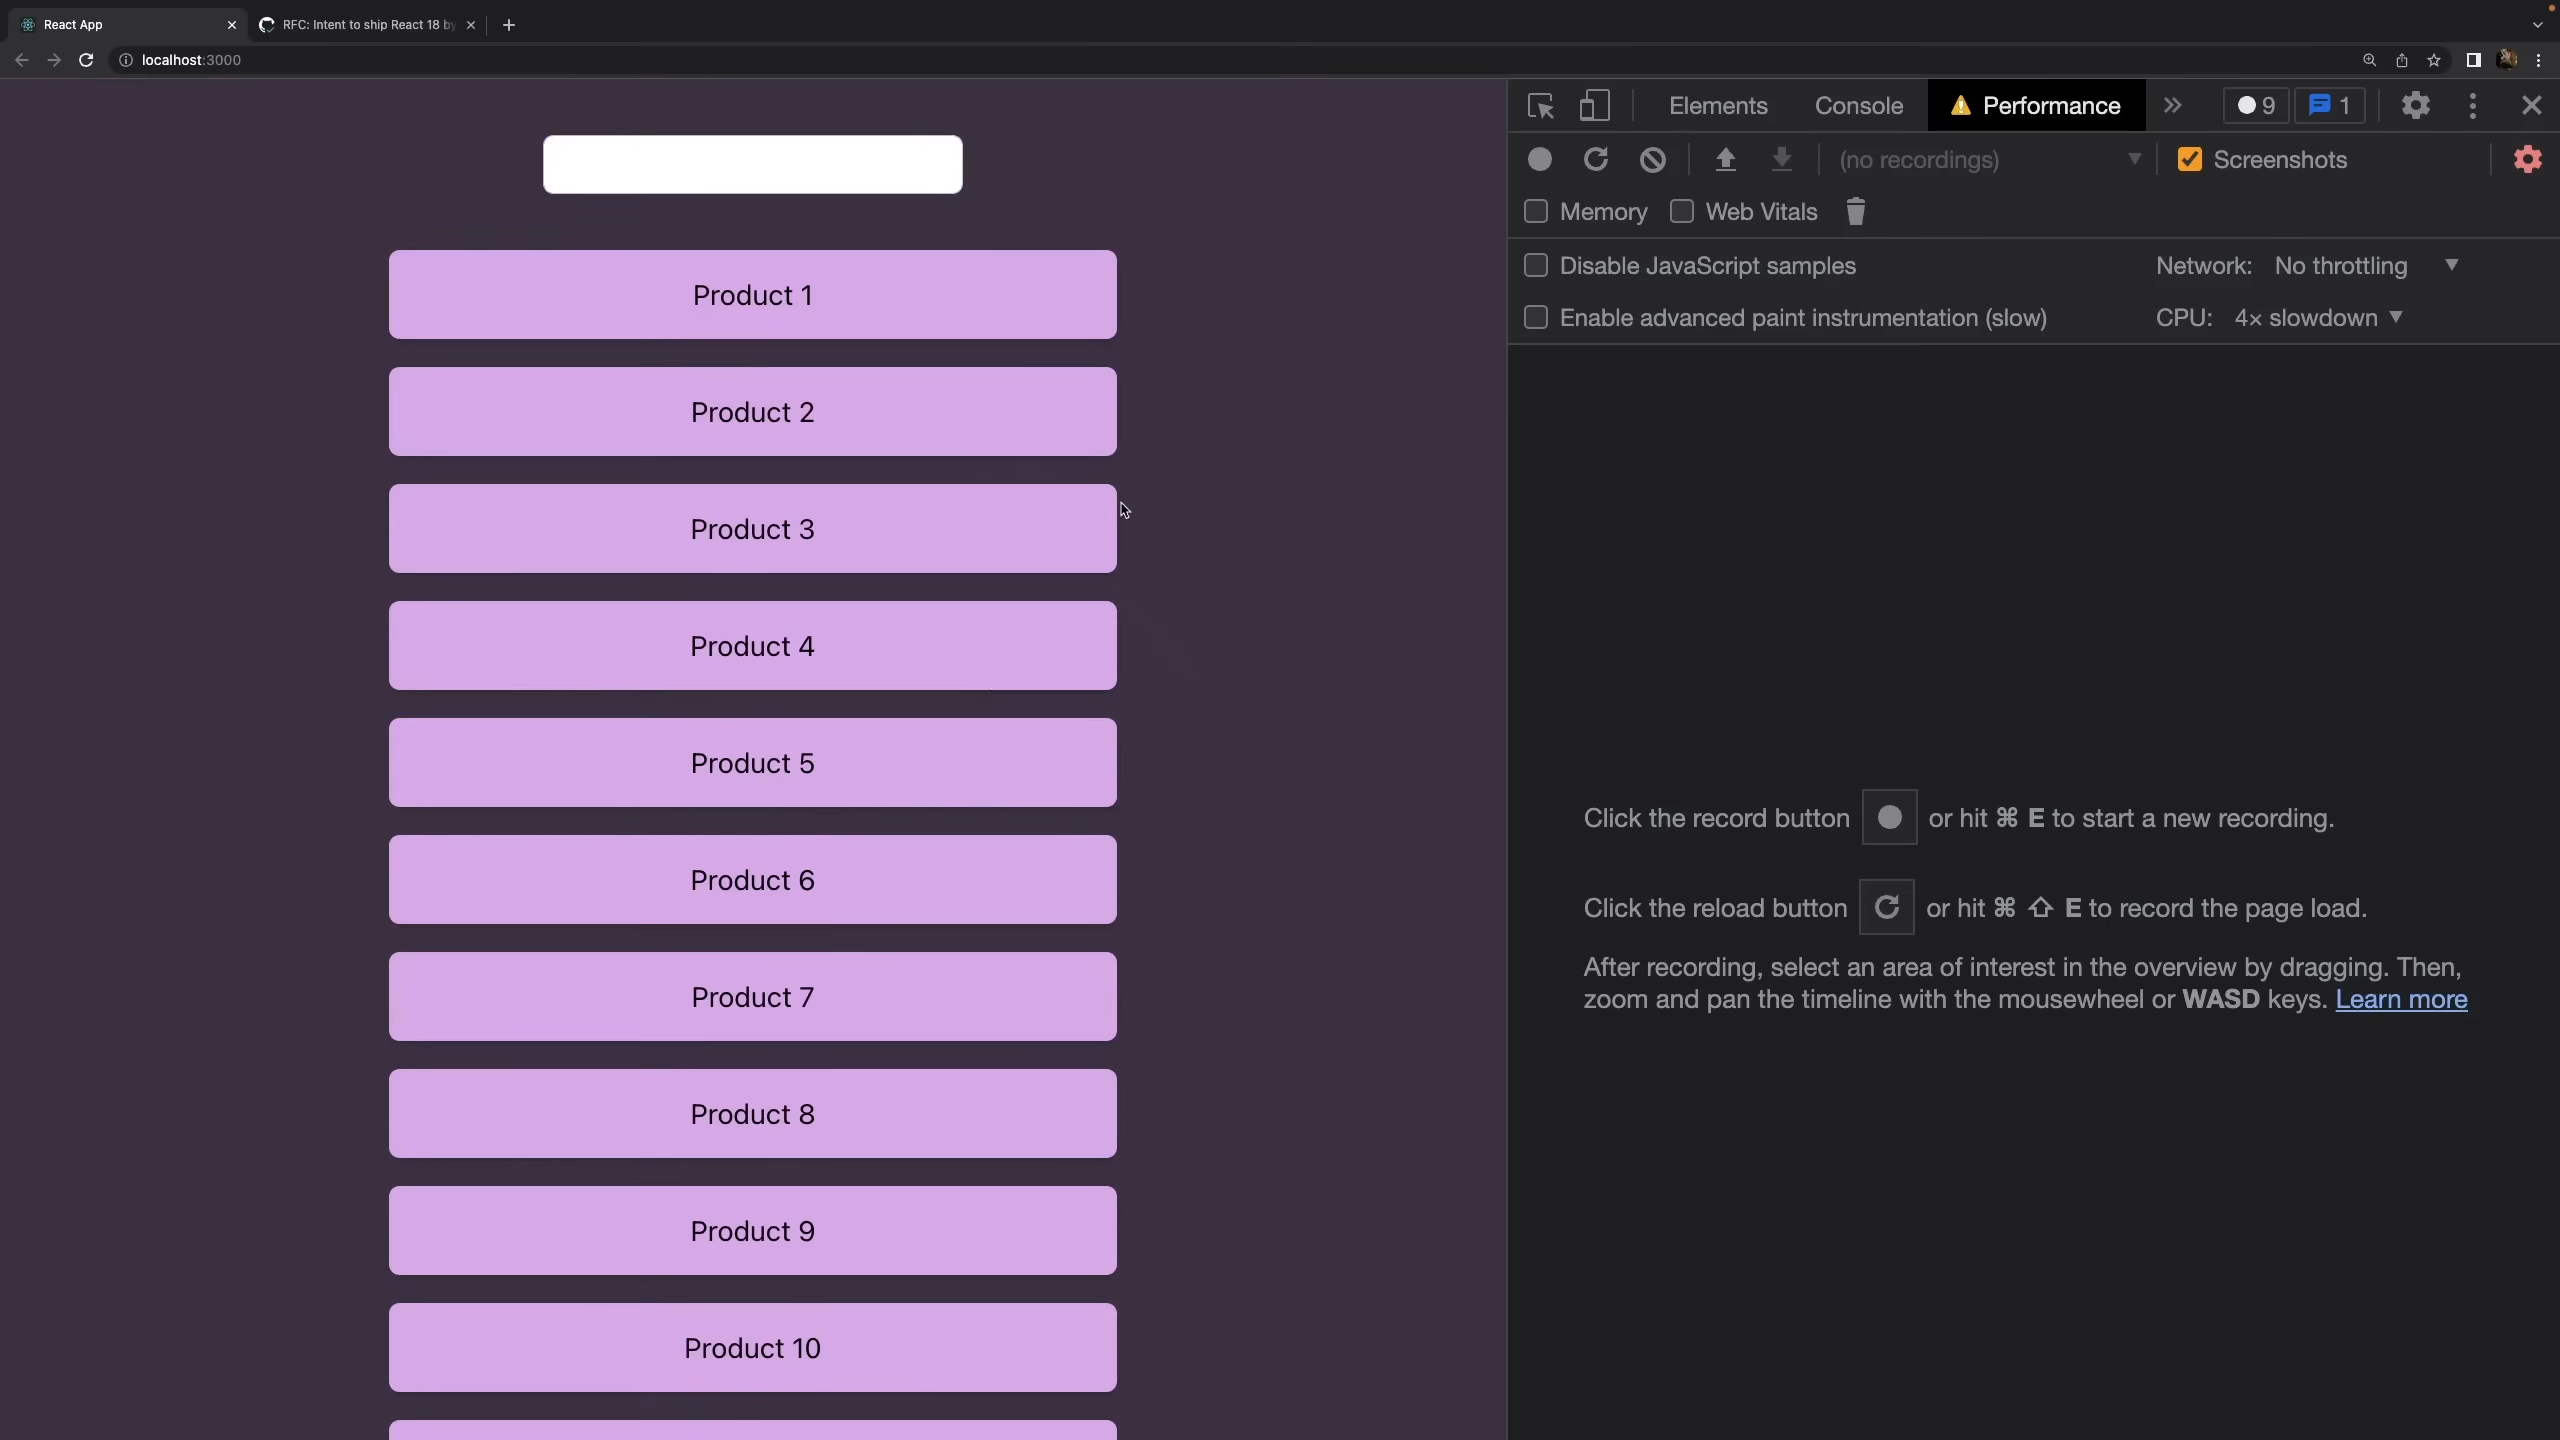 React App
RFC: Intent to ship React 18 by
localhost:3000
Elements
Console
Performance
9
1
(no recordings)
Screenshots
Memory
Web Vitals
Disable JavaScript samples
Network: No throttling
Enable advanced paint instrumentation (slow)
CPU: 4× slowdown
Product 1
Product 2
Product 3
Product 4
Product 5
Product 6
Product 7
Product 8
Product 9
Product 10
Click the record button or hit ⌘ E to start a new recording.
Click the reload button or hit ⌘ ⇧ E to record the page load.
After recording, select an area of interest in the overview by dragging. Then,
zoom and pan the timeline with the mousewheel or WASD keys. Learn more